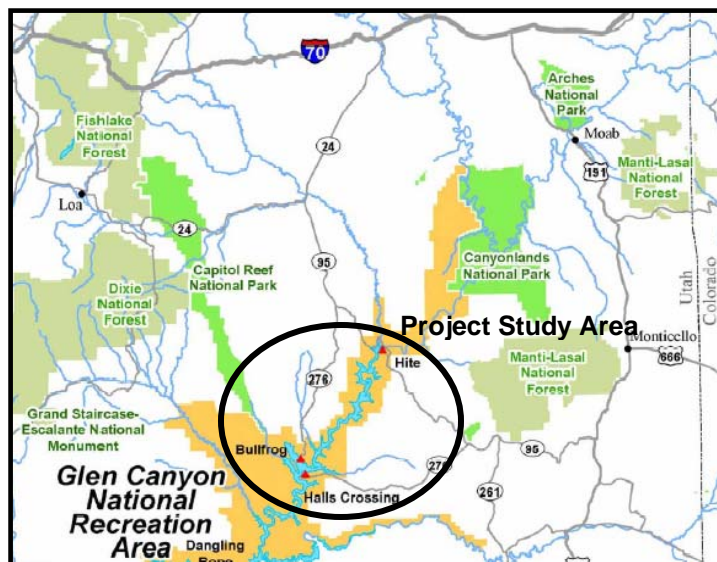 70
Arches
National
Park
Fishlake
National
Forest
24
Moab
191
Manti-Lasal
National
Forest
Loa
24
95
Capitol Reef
National Park
Canyonlands
National Park
Utah
Colorado
Dixie
National
Forest
Project Study Area
Monticello
666
Hite
276
Manti-Lasal
National
Forest
Grand Staircase-
Escalante National
Monument
Bullfrog
95
Glen Canyon
National
Recreation
Area
Halls Crossing
261
Dangling